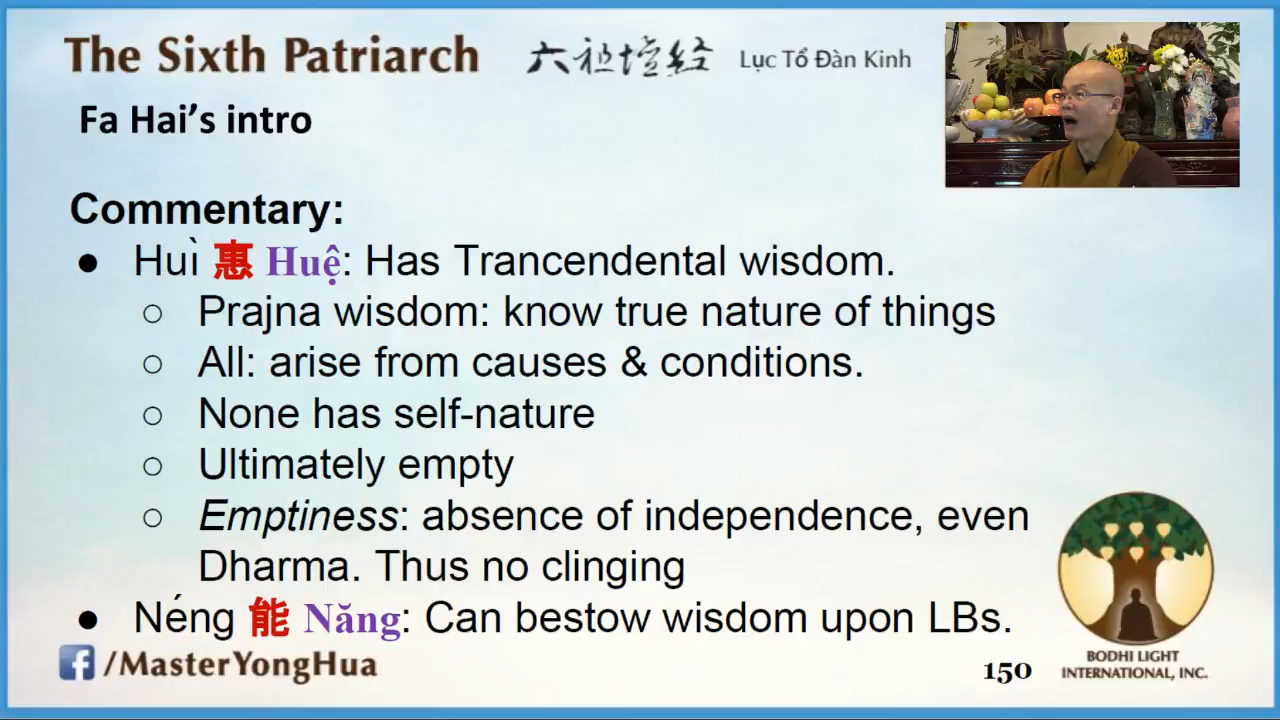 The Sixth Patriarch 六祖壇经 Lục Tổ Đàn Kinh
Fa Hai's intro
Commentary:
● Huì 惠 Huệ: Has Trancendental wisdom.
○ Prajna wisdom: know true nature of things
○ All: arise from causes & conditions.
○ None has self-nature
○ Ultimately empty
○ Emptiness: absence of independence, even
Dharma. Thus no clinging
● Néng 能 Năng: Can bestow wisdom upon LBs.
f /MasterYongHua
150
BODHI LIGHT
INTERNATIONAL, INC.